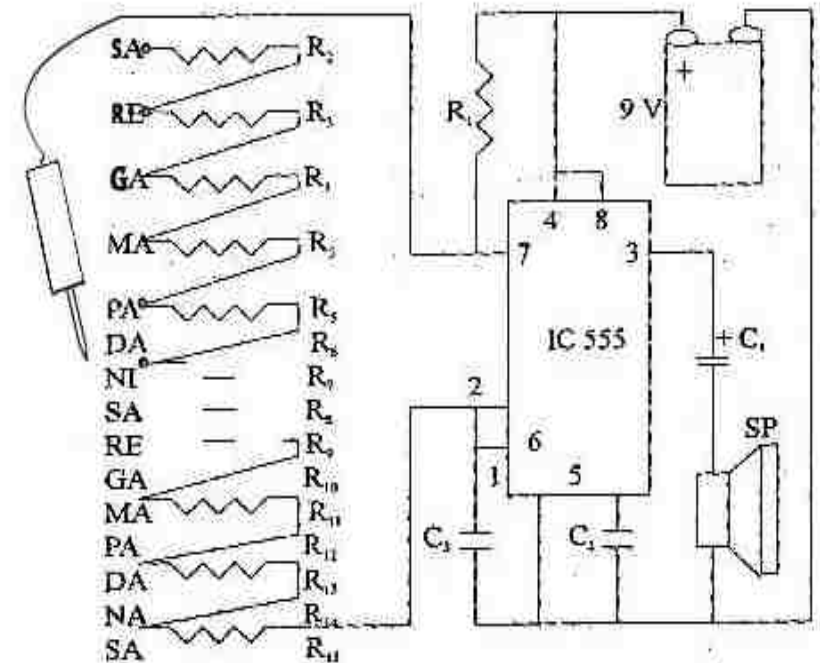 SA R₂
RE R₃
GA R₄
MA R₅
PA R₅
DA R₆
NI R₇
SA R₈
RE R₉
GA R₁₀
MA R₁₁
PA R₁₂
DA R₁₃
NA R₁₄
SA
R₁
+
9 V
4 8
7 3
IC 555
+ C₁
2
6
1 5
SP
C₃ C₂